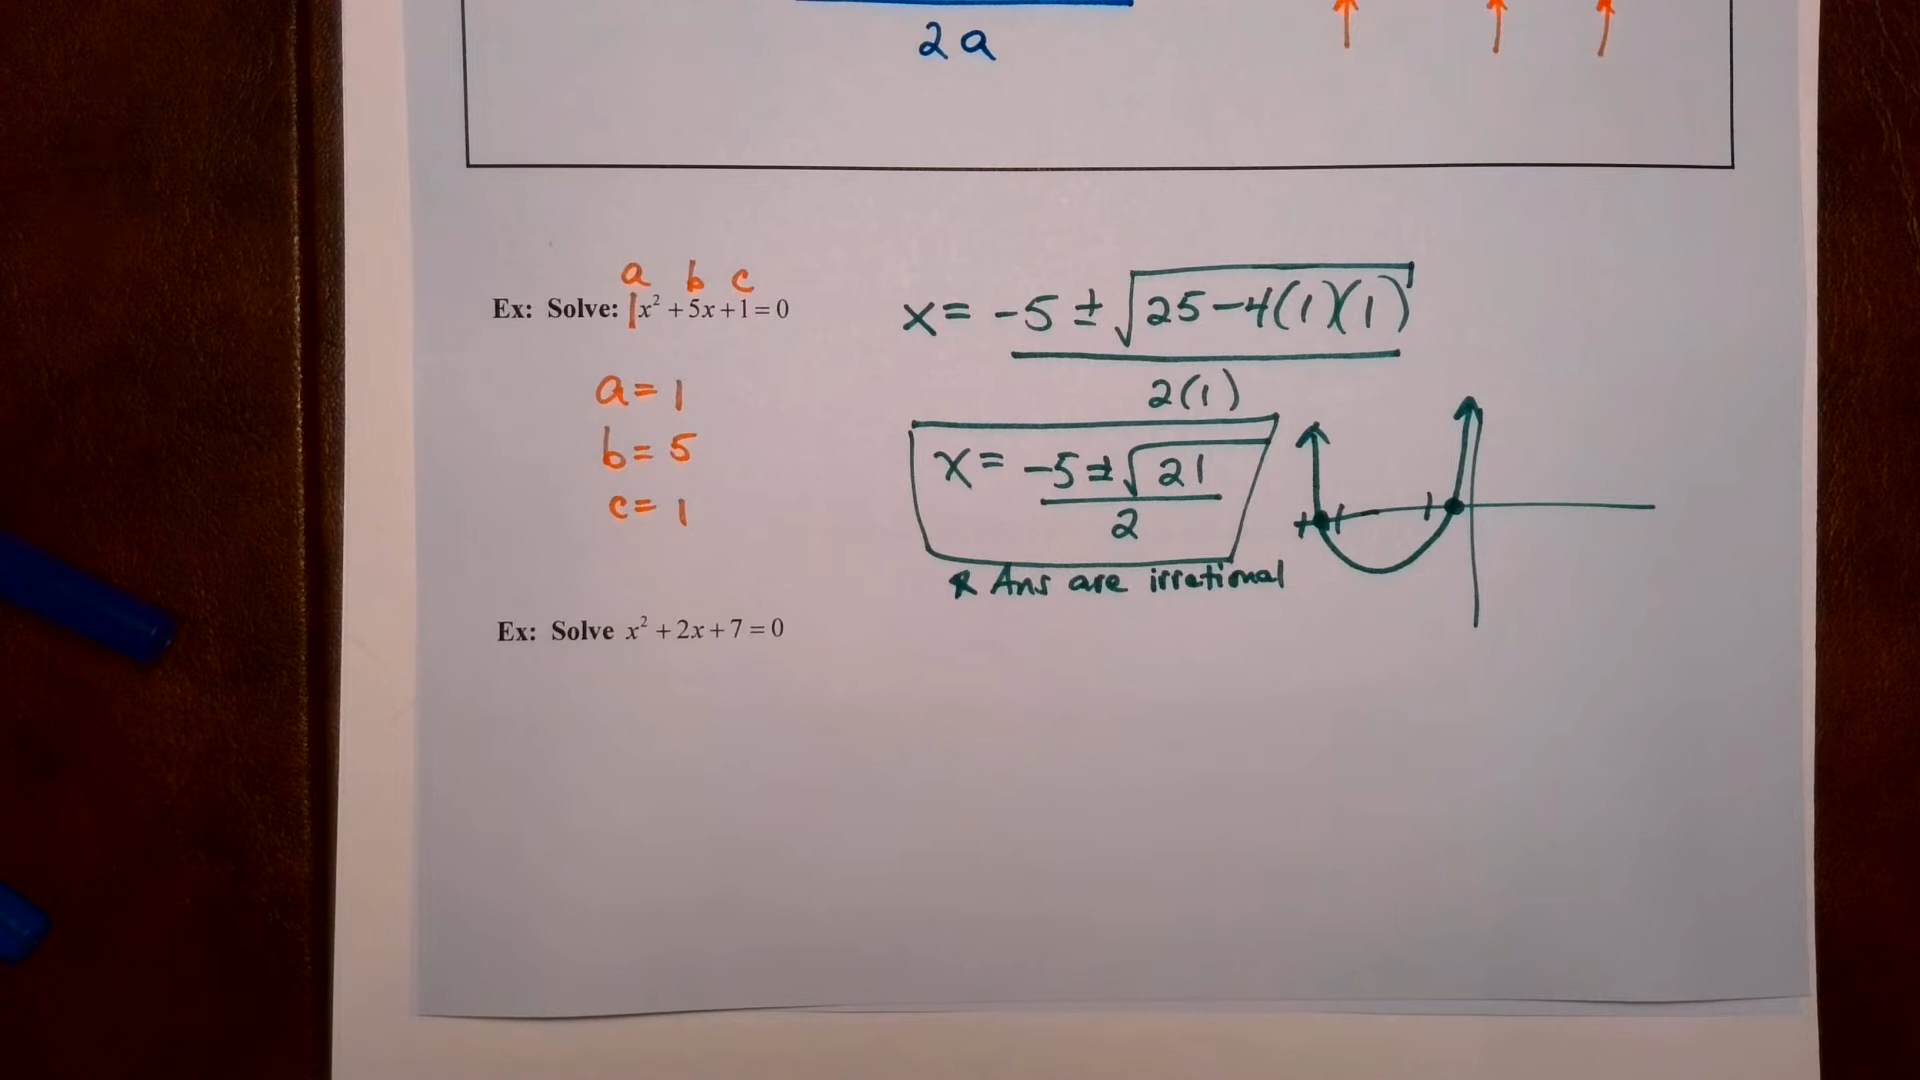 2a
a b c
Ex: Solve: 1x² + 5x + 1 = 0
x = -5 ± √25-4(1)(1)
2(1)
a = 1
b = 5
c = 1
x = -5 ± √21
2
* Ans are irrational
Ex: Solve x² + 2x + 7 = 0